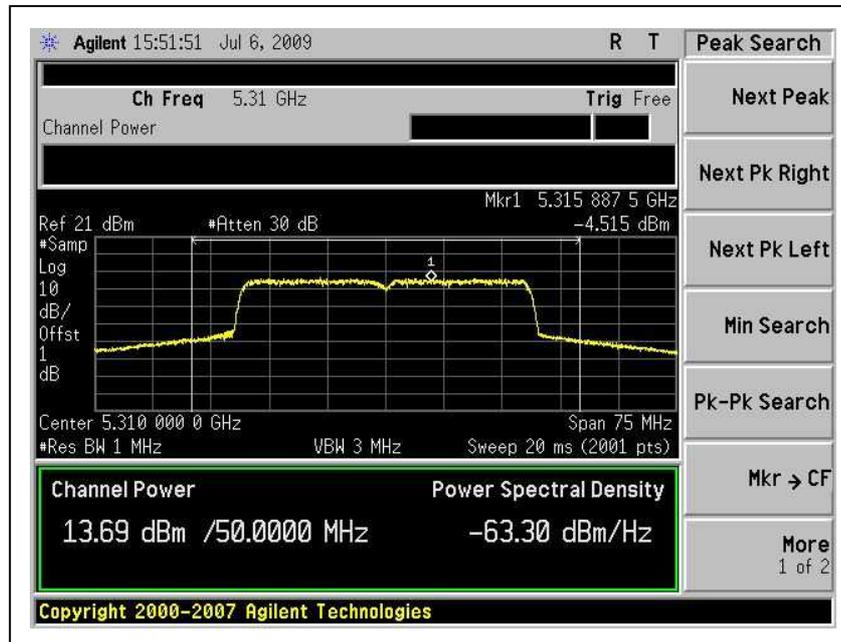 Agilent 15:51:51 Jul 6, 2009 R T
Peak Search
Ch Freq 5.31 GHz Trig Free
Channel Power
Mkr1 5.315 887 5 GHz
Ref 21 dBm #Atten 30 dB -4.515 dBm
#Samp
Log
10
dB/
Offst
1
dB
1
Center 5.310 000 0 GHz Span 75 MHz
#Res BW 1 MHz VBW 3 MHz Sweep 20 ms (2001 pts)
Channel Power Power Spectral Density
13.69 dBm /50.0000 MHz -63.30 dBm/Hz
Next Peak
Next Pk Right
Next Pk Left
Min Search
Pk-Pk Search
Mkr → CF
More
1 of 2
Copyright 2000-2007 Agilent Technologies